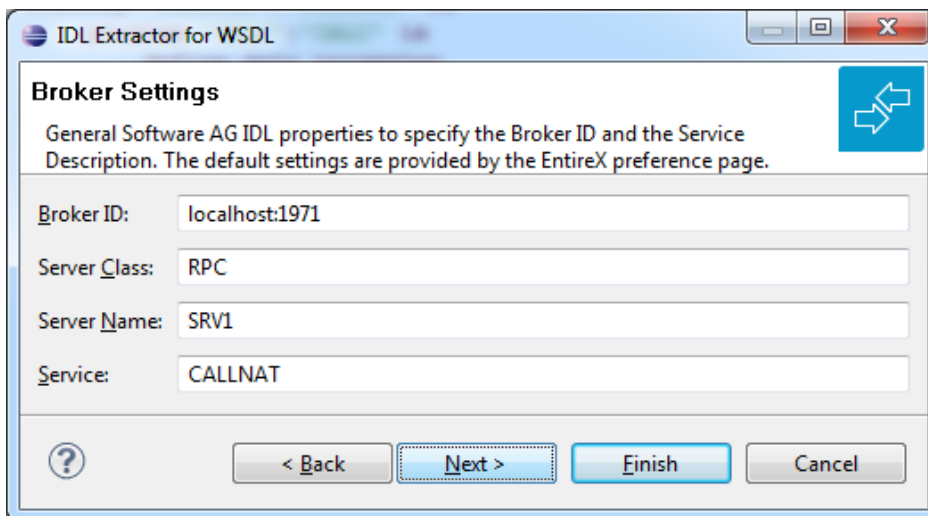 IDL Extractor for WSDL
Broker Settings
General Software AG IDL properties to specify the Broker ID and the Service
Description. The default settings are provided by the EntireX preference page.
Broker ID: localhost:1971
Server Class: RPC
Server Name: SRV1
Service: CALLNAT
? < Back Next > Finish Cancel